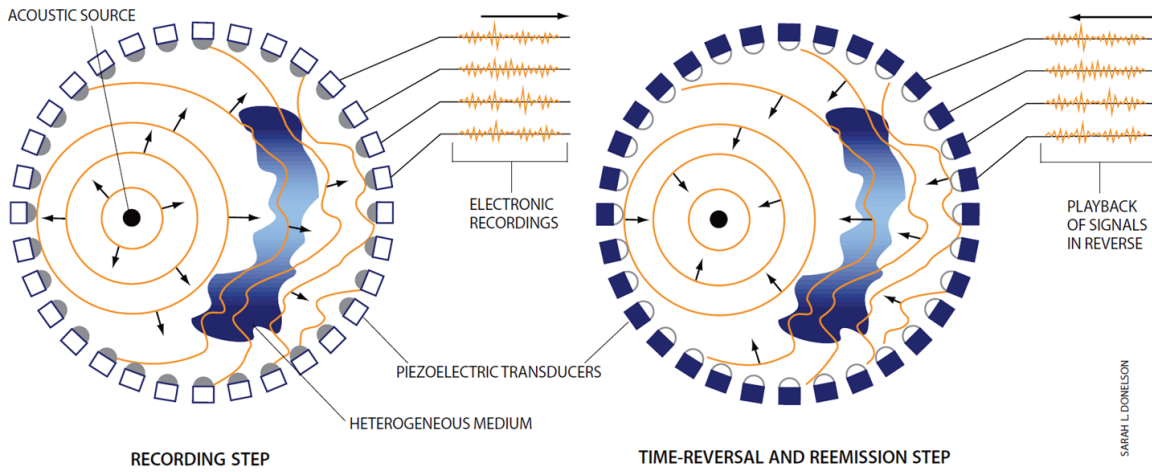 ACOUSTIC SOURCE
ELECTRONIC
RECORDINGS
PIEZOELECTRIC TRANSDUCERS
HETEROGENEOUS MEDIUM
RECORDING STEP
PLAYBACK
OF SIGNALS
IN REVERSE
TIME-REVERSAL AND REEMISSION STEP
SARAH L. DONELSON